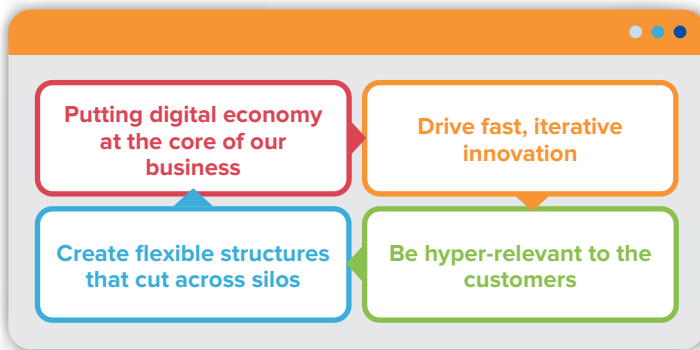 Putting digital economy
at the core of our
business
Drive fast, iterative
innovation
Create flexible structures
that cut across silos
Be hyper-relevant to the
customers